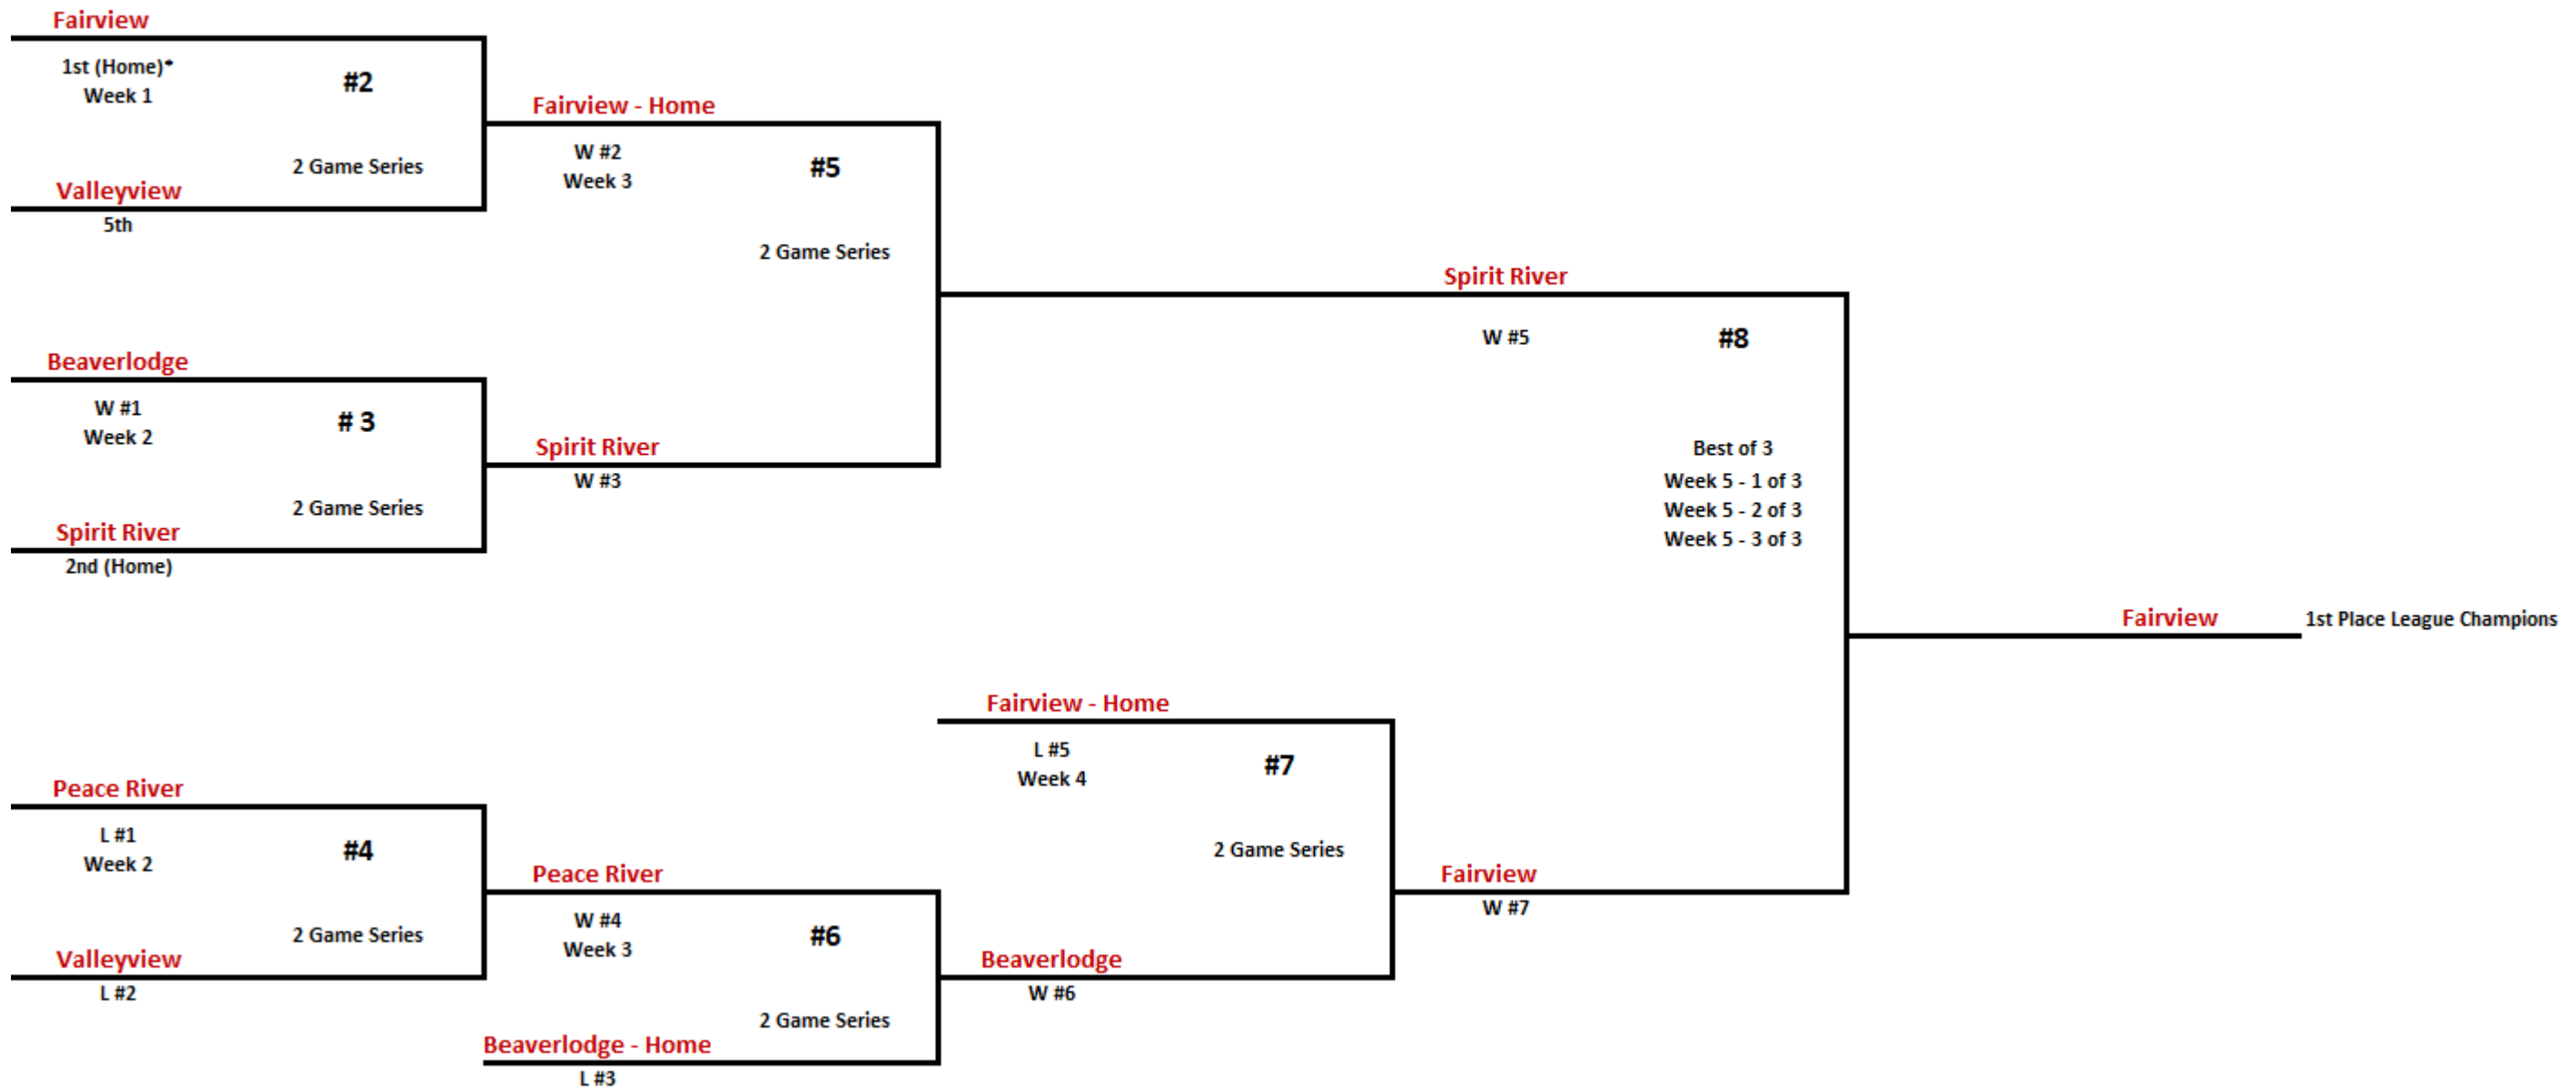 Fairview
1st (Home)*
Week 1
#2
2 Game Series
Valleyview
5th
Fairview - Home
W #2
Week 3
#5
2 Game Series
Beaverlodge
W #1
Week 2
# 3
2 Game Series
Spirit River
2nd (Home)
Spirit River
W #3
Spirit River
W #5
#8
Best of 3
Week 5 - 1 of 3
Week 5 - 2 of 3
Week 5 - 3 of 3
Fairview
1st Place League Champions
Fairview - Home
L #5
Week 4
#7
2 Game Series
Peace River
L #1
Week 2
#4
2 Game Series
Valleyview
L #2
Peace River
W #4
Week 3
#6
2 Game Series
Beaverlodge - Home
L #3
Beaverlodge
W #6
Fairview
W #7